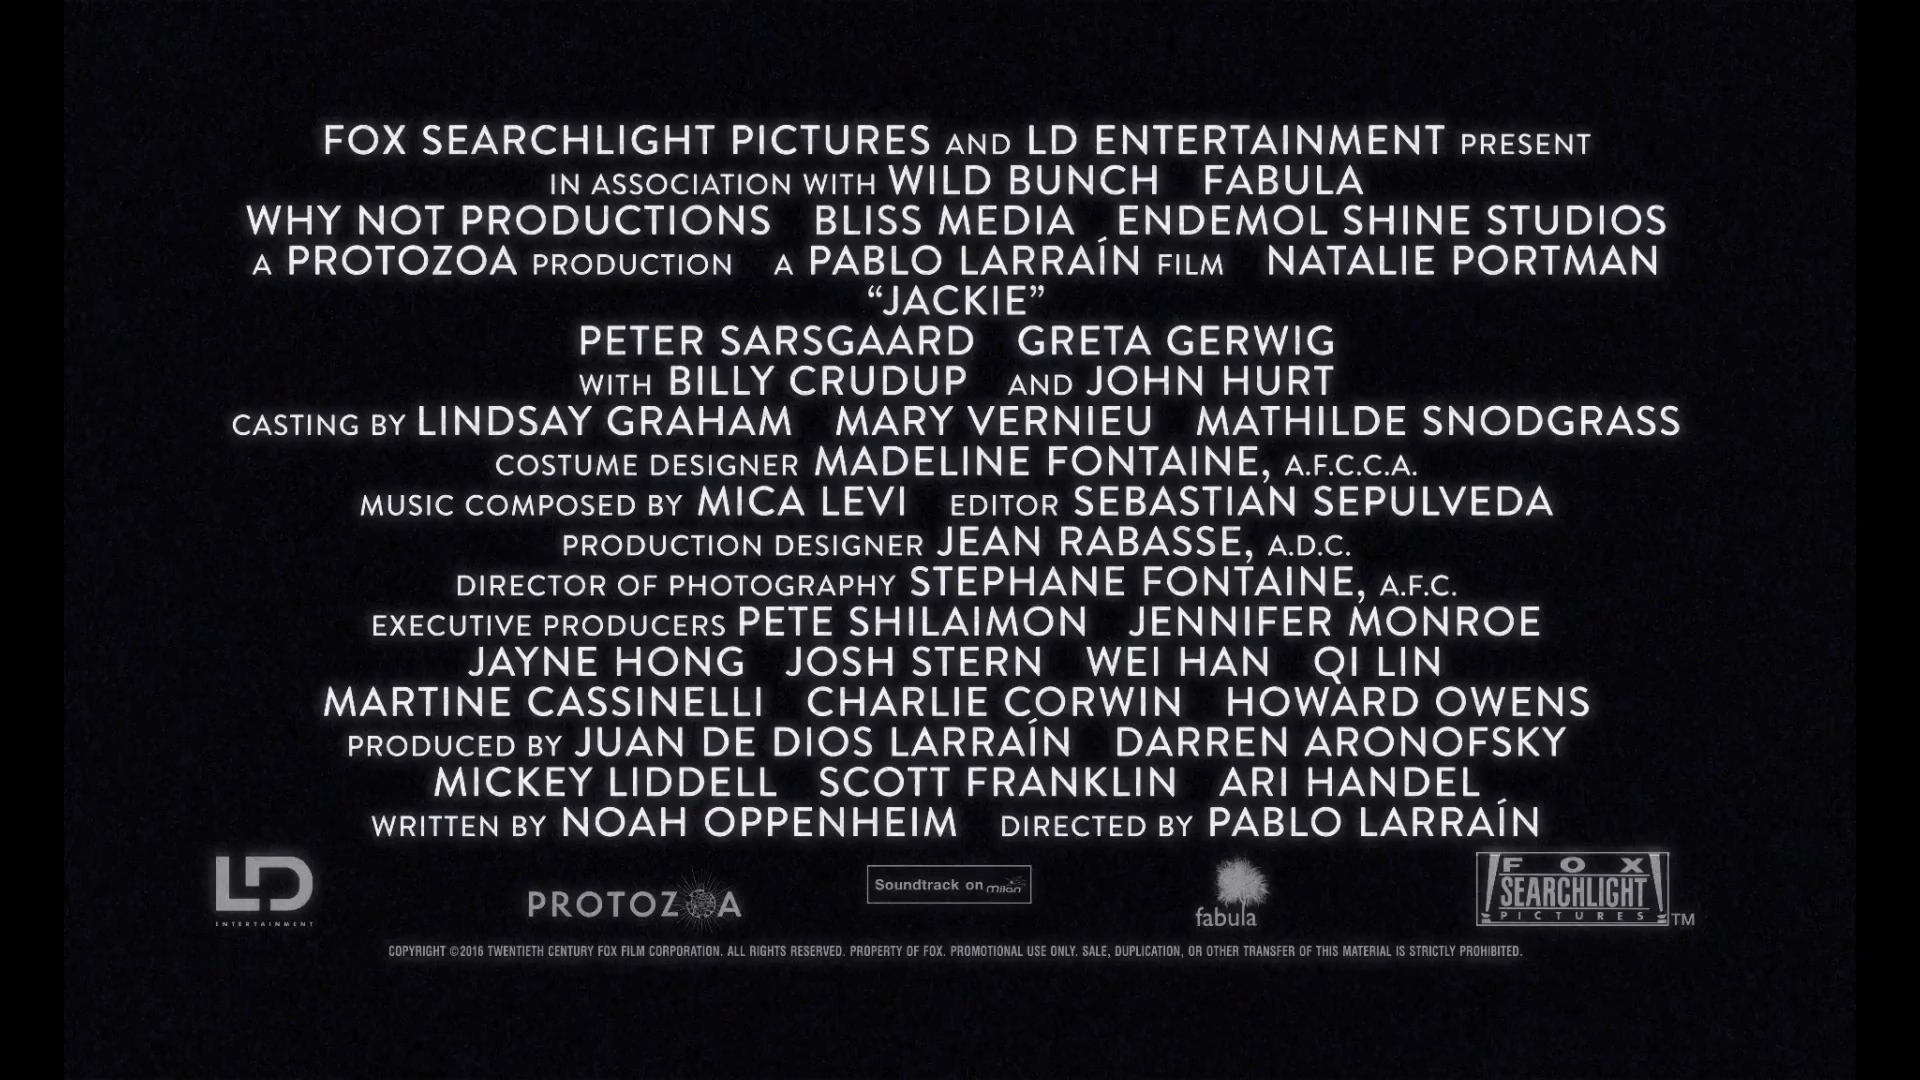 FOX SEARCHLIGHT PICTURES AND LD ENTERTAINMENT PRESENT
IN ASSOCIATION WITH WILD BUNCH FABULA
WHY NOT PRODUCTIONS BLISS MEDIA ENDEMOL SHINE STUDIOS
A PROTOZOA PRODUCTION A PABLO LARRAÍN FILM NATALIE PORTMAN
“JACKIE”
PETER SARSGAARD GRETA GERWIG
WITH BILLY CRUDUP AND JOHN HURT
CASTING BY LINDSAY GRAHAM MARY VERNIEU MATHILDE SNODGRASS
COSTUME DESIGNER MADELINE FONTAINE, A.F.C.C.A.
MUSIC COMPOSED BY MICA LEVI EDITOR SEBASTIAN SEPULVEDA
PRODUCTION DESIGNER JEAN RABASSE, A.D.C.
DIRECTOR OF PHOTOGRAPHY STEPHANE FONTAINE, A.F.C.
EXECUTIVE PRODUCERS PETE SHILAIMON JENNIFER MONROE
JAYNE HONG JOSH STERN WEI HAN QI LIN
MARTINE CASSINELLI CHARLIE CORWIN HOWARD OWENS
PRODUCED BY JUAN DE DIOS LARRAÍN DARREN ARONOFSKY
MICKEY LIDDELL SCOTT FRANKLIN ARI HANDEL
WRITTEN BY NOAH OPPENHEIM DIRECTED BY PABLO LARRAÍN
LD
ENTERTAINMENT
PROTOZOA
Soundtrack on milan
fabula
FOX
SEARCHLIGHT
PICTURES TM
COPYRIGHT ©2016 TWENTIETH CENTURY FOX FILM CORPORATION. ALL RIGHTS RESERVED. PROPERTY OF FOX. PROMOTIONAL USE ONLY. SALE, DUPLICATION, OR OTHER TRANSFER OF THIS MATERIAL IS STRICTLY PROHIBITED.